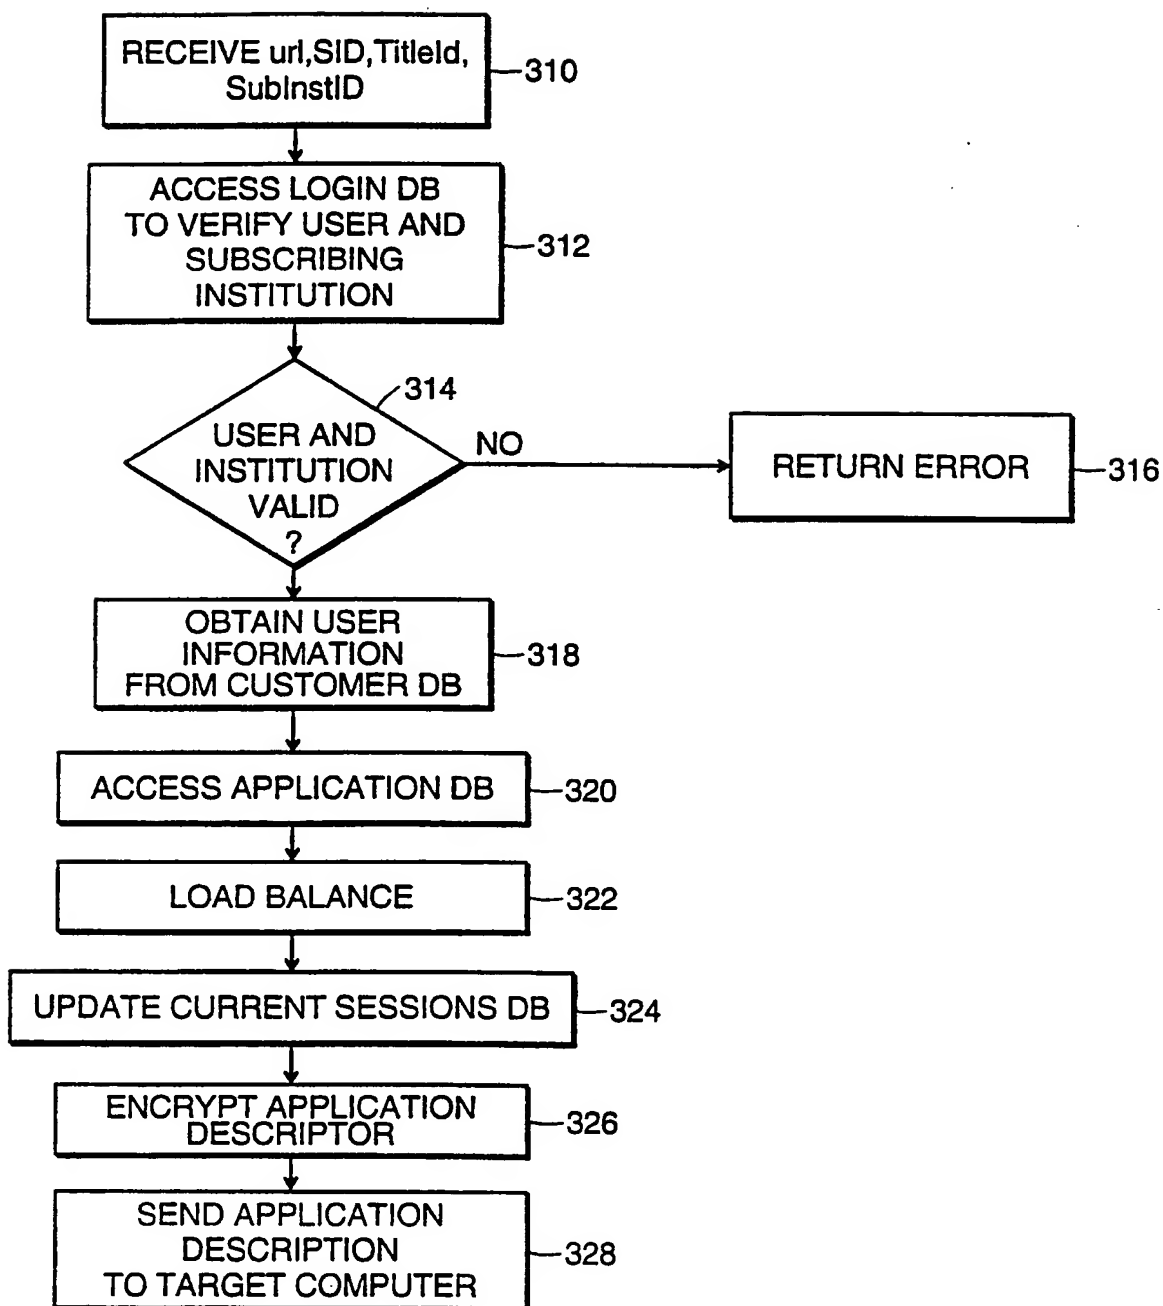 RECEIVE url,SID,TitleId,
SubInstID
310
ACCESS LOGIN DB
TO VERIFY USER AND
SUBSCRIBING
INSTITUTION
312
314
USER AND
INSTITUTION
VALID
?
NO
RETURN ERROR
316
OBTAIN USER
INFORMATION
FROM CUSTOMER DB
318
ACCESS APPLICATION DB
320
LOAD BALANCE
322
UPDATE CURRENT SESSIONS DB
324
ENCRYPT APPLICATION
DESCRIPTOR
326
SEND APPLICATION
DESCRIPTION
TO TARGET COMPUTER
328